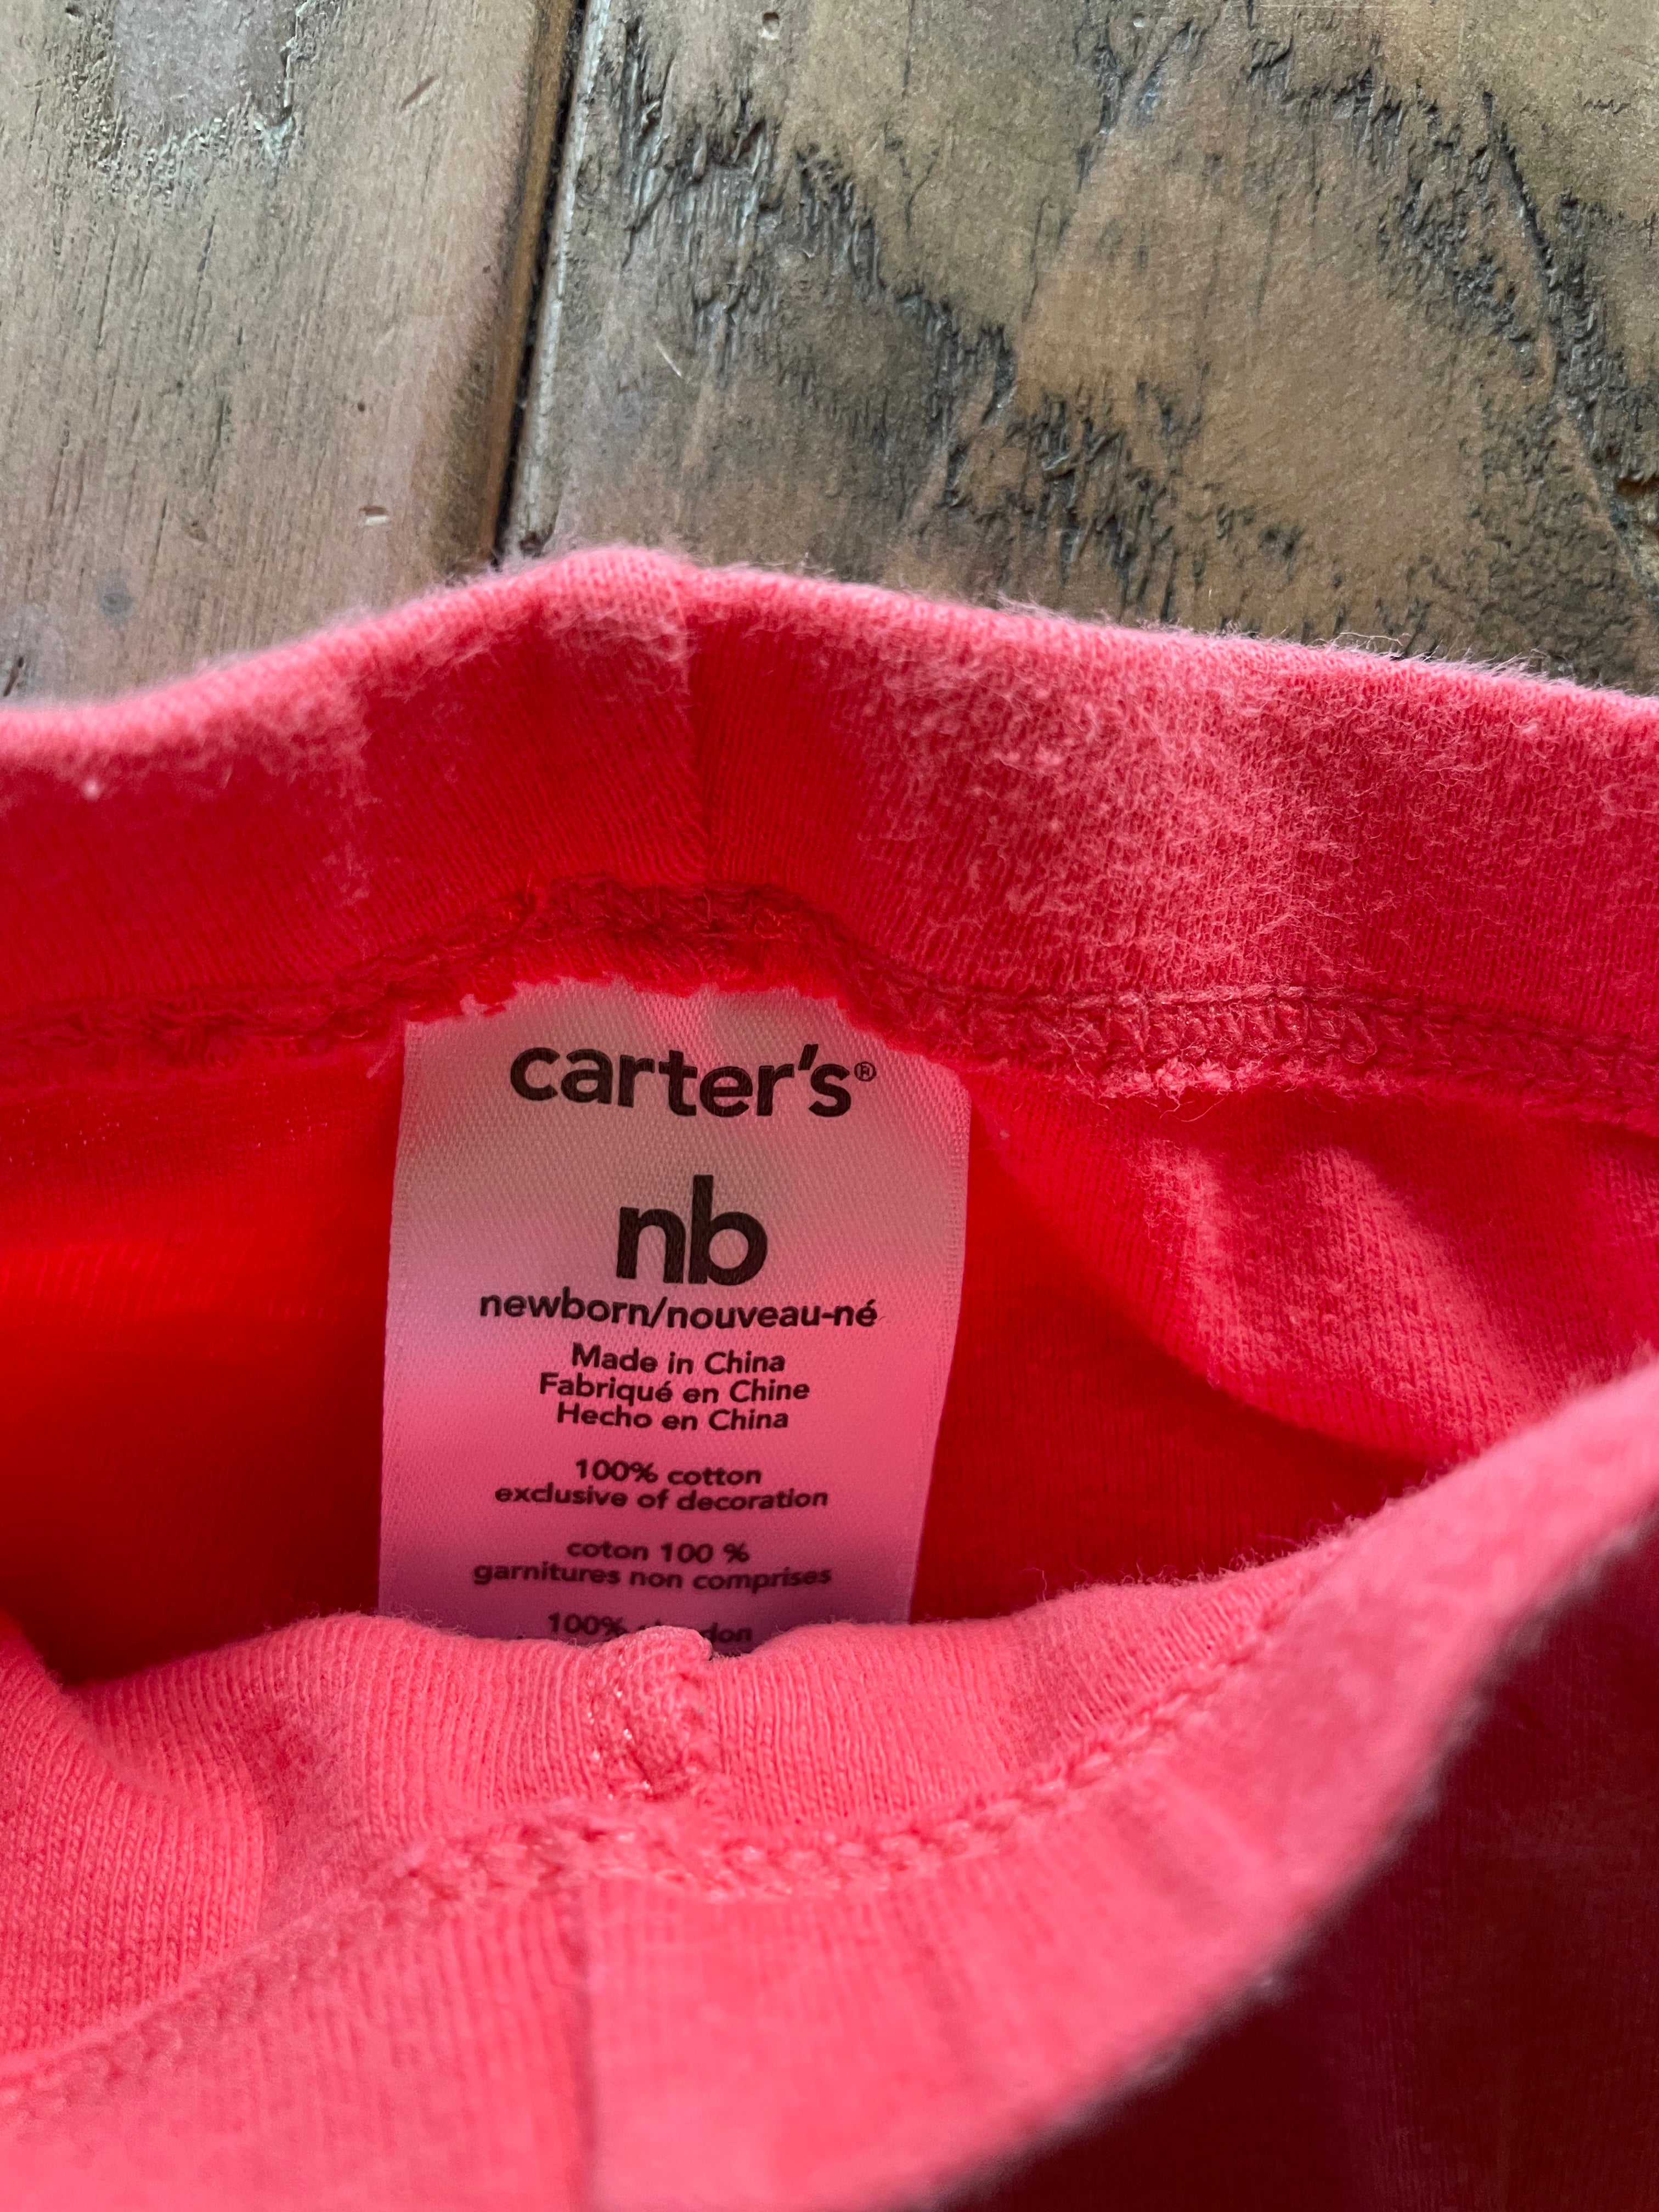 carter's®
nb
newborn/nouveau-né
Made in China
Fabriqué en Chine
Hecho en China
100% cotton
exclusive of decoration
coton 100 %
garnitures non comprises
100%